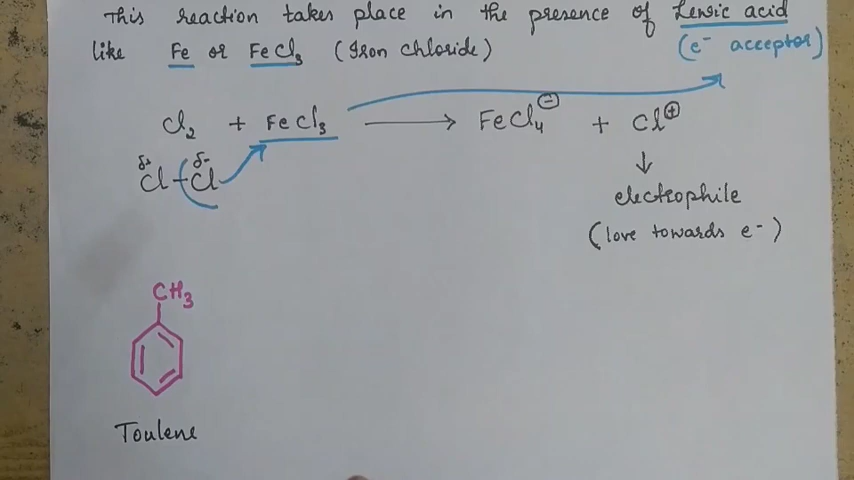 This reaction takes place in the presence of Lewic acid
like Fe or FeCl₃ (Iron chloride) (e⁻ acceptor)
Cl₂ + FeCl₃ ⟶ FeCl₄⊖ + Cl⊕
δ+ δ-
Cl-Cl
electrophile
(love towards e⁻)
CH₃
Toulene